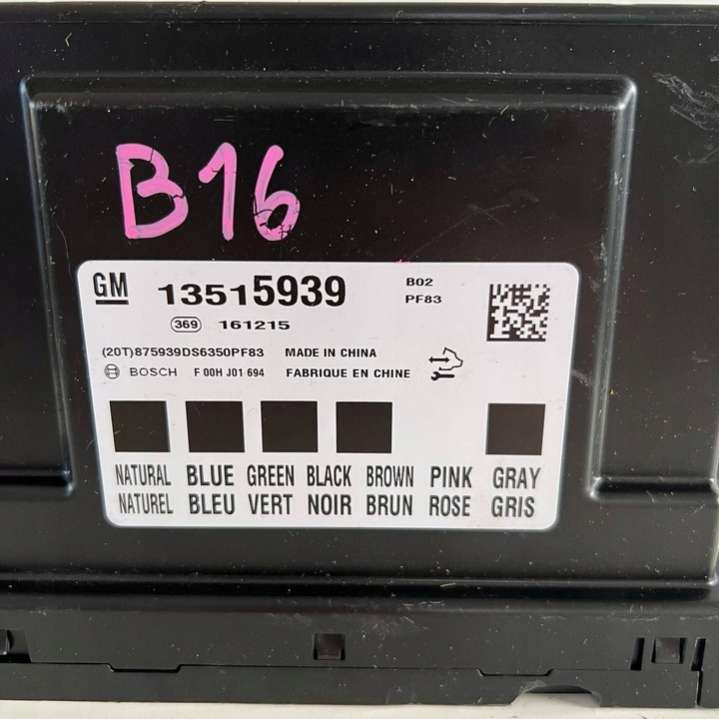 B16
GM 13515939 B02
PF83
369 161215
(20T)875939DS6350PF83 MADE IN CHINA
BOSCH F 00H J01 694 FABRIQUE EN CHINE
NATURAL BLUE GREEN BLACK BROWN PINK GRAY
NATUREL BLEU VERT NOIR BRUN ROSE GRIS